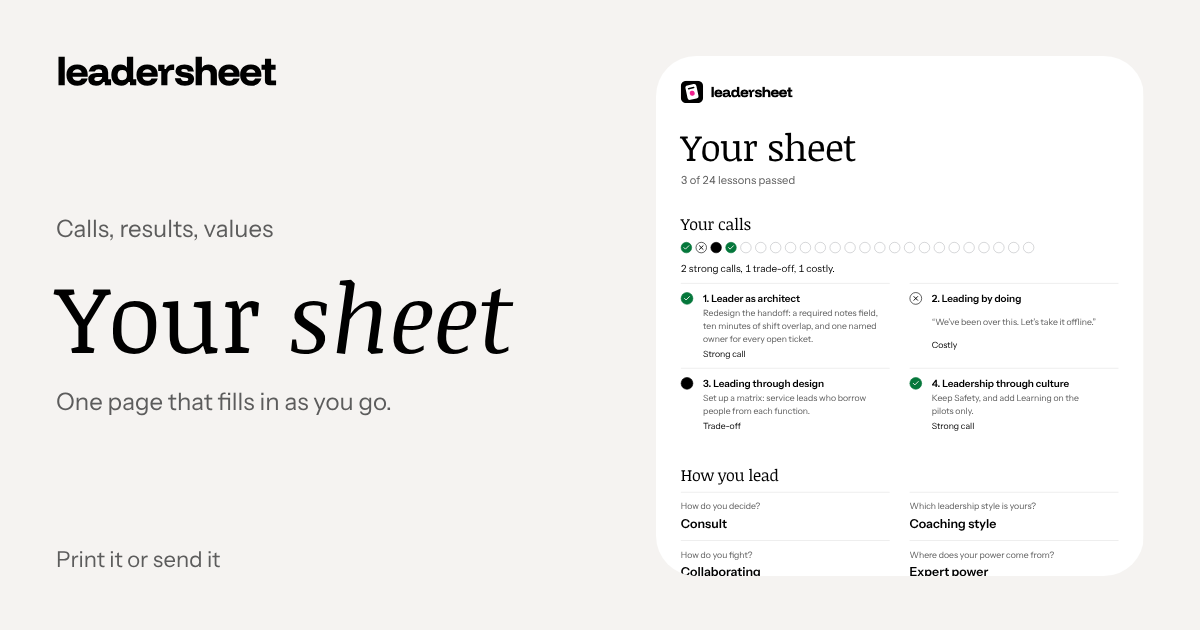 leadersheet
Calls, results, values
Your sheet
One page that fills in as you go.
Print it or send it
leadersheet
Your sheet
3 of 24 lessons passed
Your calls
2 strong calls, 1 trade-off, 1 costly.
1. Leader as architect
Redesign the handoff: a required notes field,
ten minutes of shift overlap, and one named
owner for every open ticket.
Strong call
2. Leading by doing
“We’ve been over this. Let’s take it offline.”
Costly
3. Leading through design
Set up a matrix: service leads who borrow
people from each function.
Trade-off
4. Leadership through culture
Keep Safety, and add Learning on the
pilots only.
Strong call
How you lead
How do you decide?
Consult
Which leadership style is yours?
Coaching style
How do you fight?
Collaborating
Where does your power come from?
Expert power